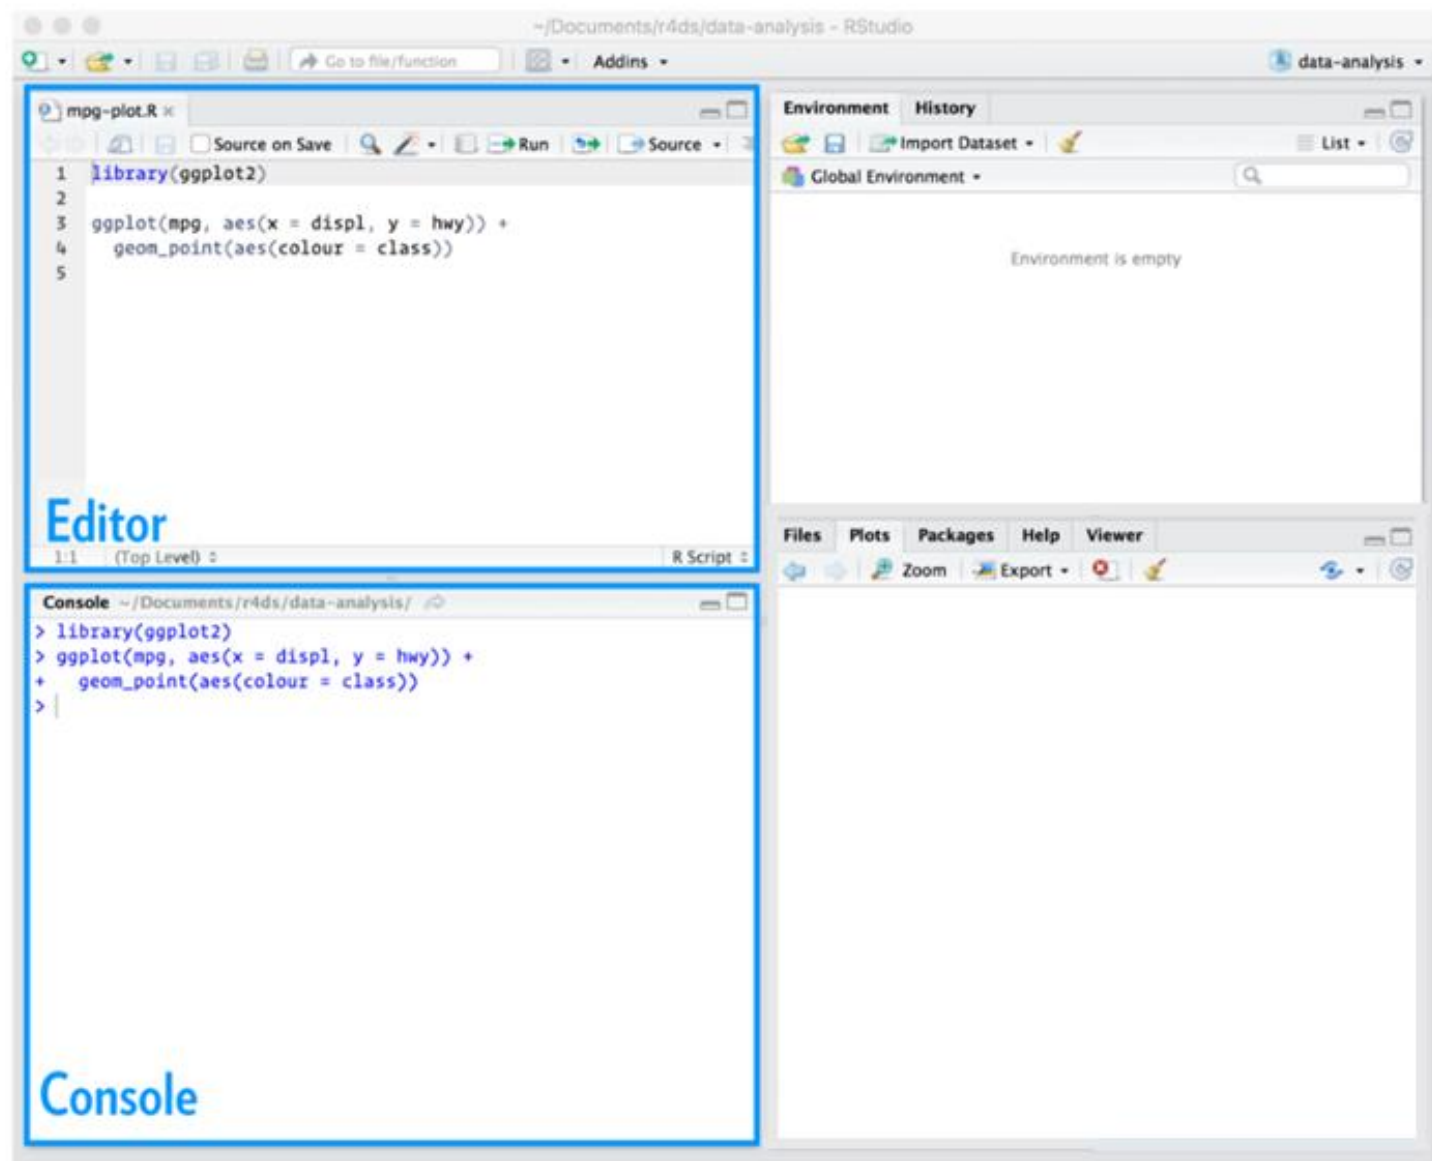 ~/Documents/r4ds/data-analysis - RStudio
Go to file/function
Addins
data-analysis
mpg-plot.R
Source on Save
Run
Source
1 library(ggplot2)
2
3 ggplot(mpg, aes(x = displ, y = hwy)) +
4   geom_point(aes(colour = class))
5
Editor
1:1 (Top Level)
R Script
Console ~/Documents/r4ds/data-analysis/
> library(ggplot2)
> ggplot(mpg, aes(x = displ, y = hwy)) +
+   geom_point(aes(colour = class))
>
Console
Environment History
Import Dataset
List
Global Environment
Environment is empty
Files Plots Packages Help Viewer
Zoom Export